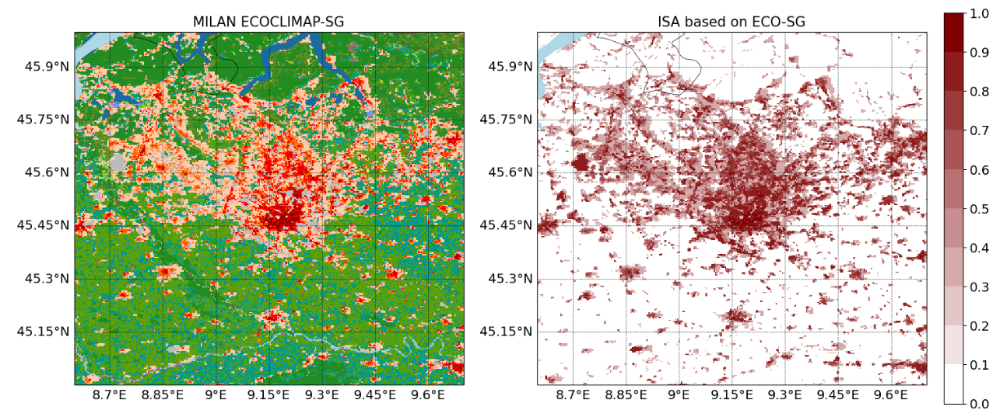 MILAN ECOCLIMAP-SG
45.9°N
45.75°N
45.6°N
45.45°N
45.3°N
45.15°N
8.7°E 8.85°E 9°E 9.15°E 9.3°E 9.45°E 9.6°E
ISA based on ECO-SG
45.9°N
45.75°N
45.6°N
45.45°N
45.3°N
45.15°N
8.7°E 8.85°E 9°E 9.15°E 9.3°E 9.45°E 9.6°E
1.0
0.9
0.8
0.7
0.6
0.5
0.4
0.3
0.2
0.1
0.0